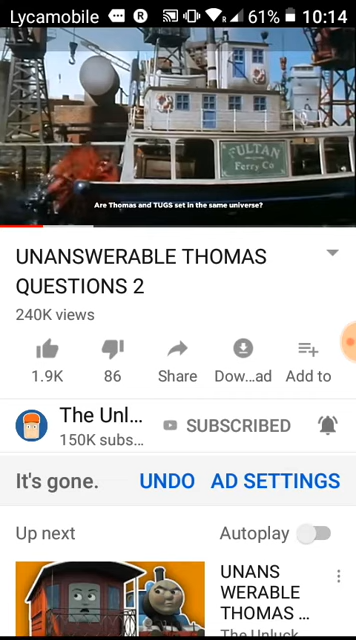 Lycamobile 61% 10:14
FULTAN
Ferry Co
Are Thomas and TUGS set in the same universe?
UNANSWERABLE THOMAS
QUESTIONS 2
240K views
1.9K 86 Share Dow...ad Add to
The Unl... SUBSCRIBED
150K subs...
It's gone. UNDO AD SETTINGS
Up next Autoplay
UNANS
WERABLE
THOMAS ...
The Unluck